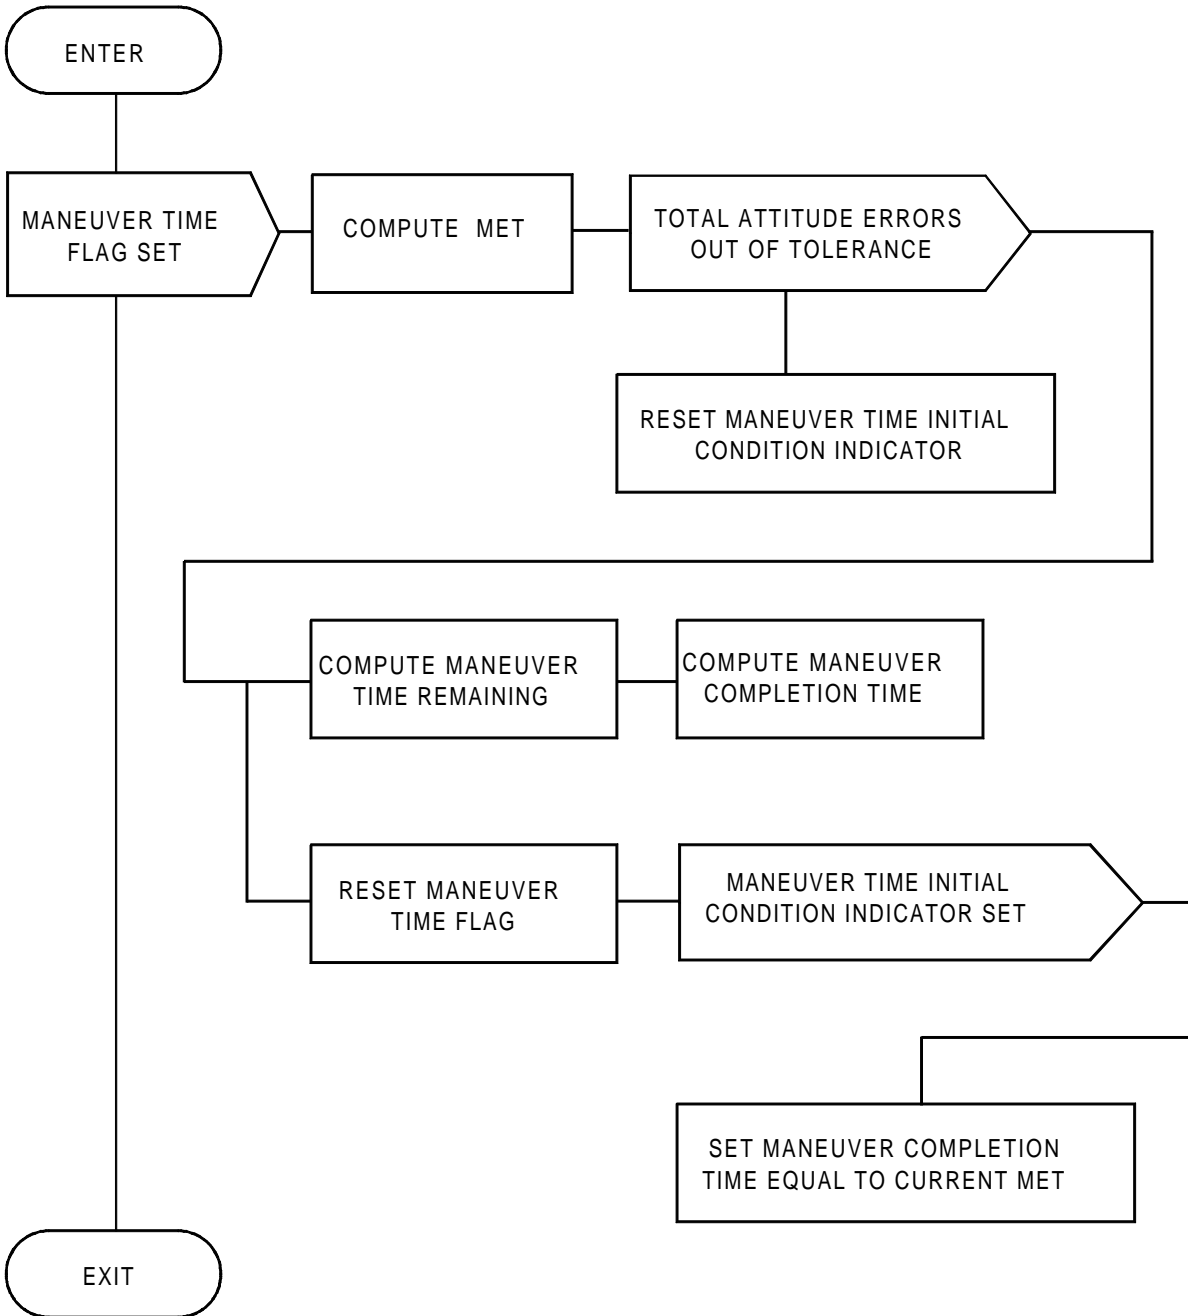 ENTER
MANEUVER TIME
FLAG SET
COMPUTE MET
TOTAL ATTITUDE ERRORS
OUT OF TOLERANCE
RESET MANEUVER TIME INITIAL
CONDITION INDICATOR
COMPUTE MANEUVER
TIME REMAINING
COMPUTE MANEUVER
COMPLETION TIME
RESET MANEUVER
TIME FLAG
MANEUVER TIME INITIAL
CONDITION INDICATOR SET
SET MANEUVER COMPLETION
TIME EQUAL TO CURRENT MET
EXIT